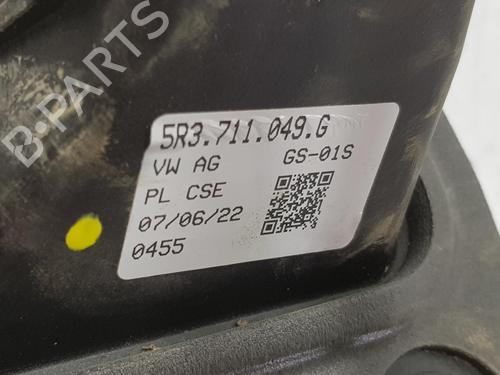 5R3.711.049.G
VW AG GS-01S
PL CSE
07/06/22
0455
B-PARTS